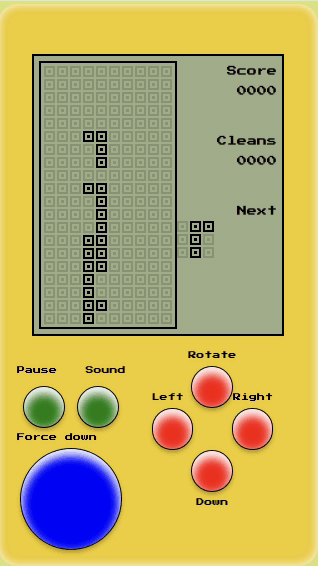 Score
0000
Cleans
0000
Next
Rotate
Pause
Sound
Left
Right
Force down
Down